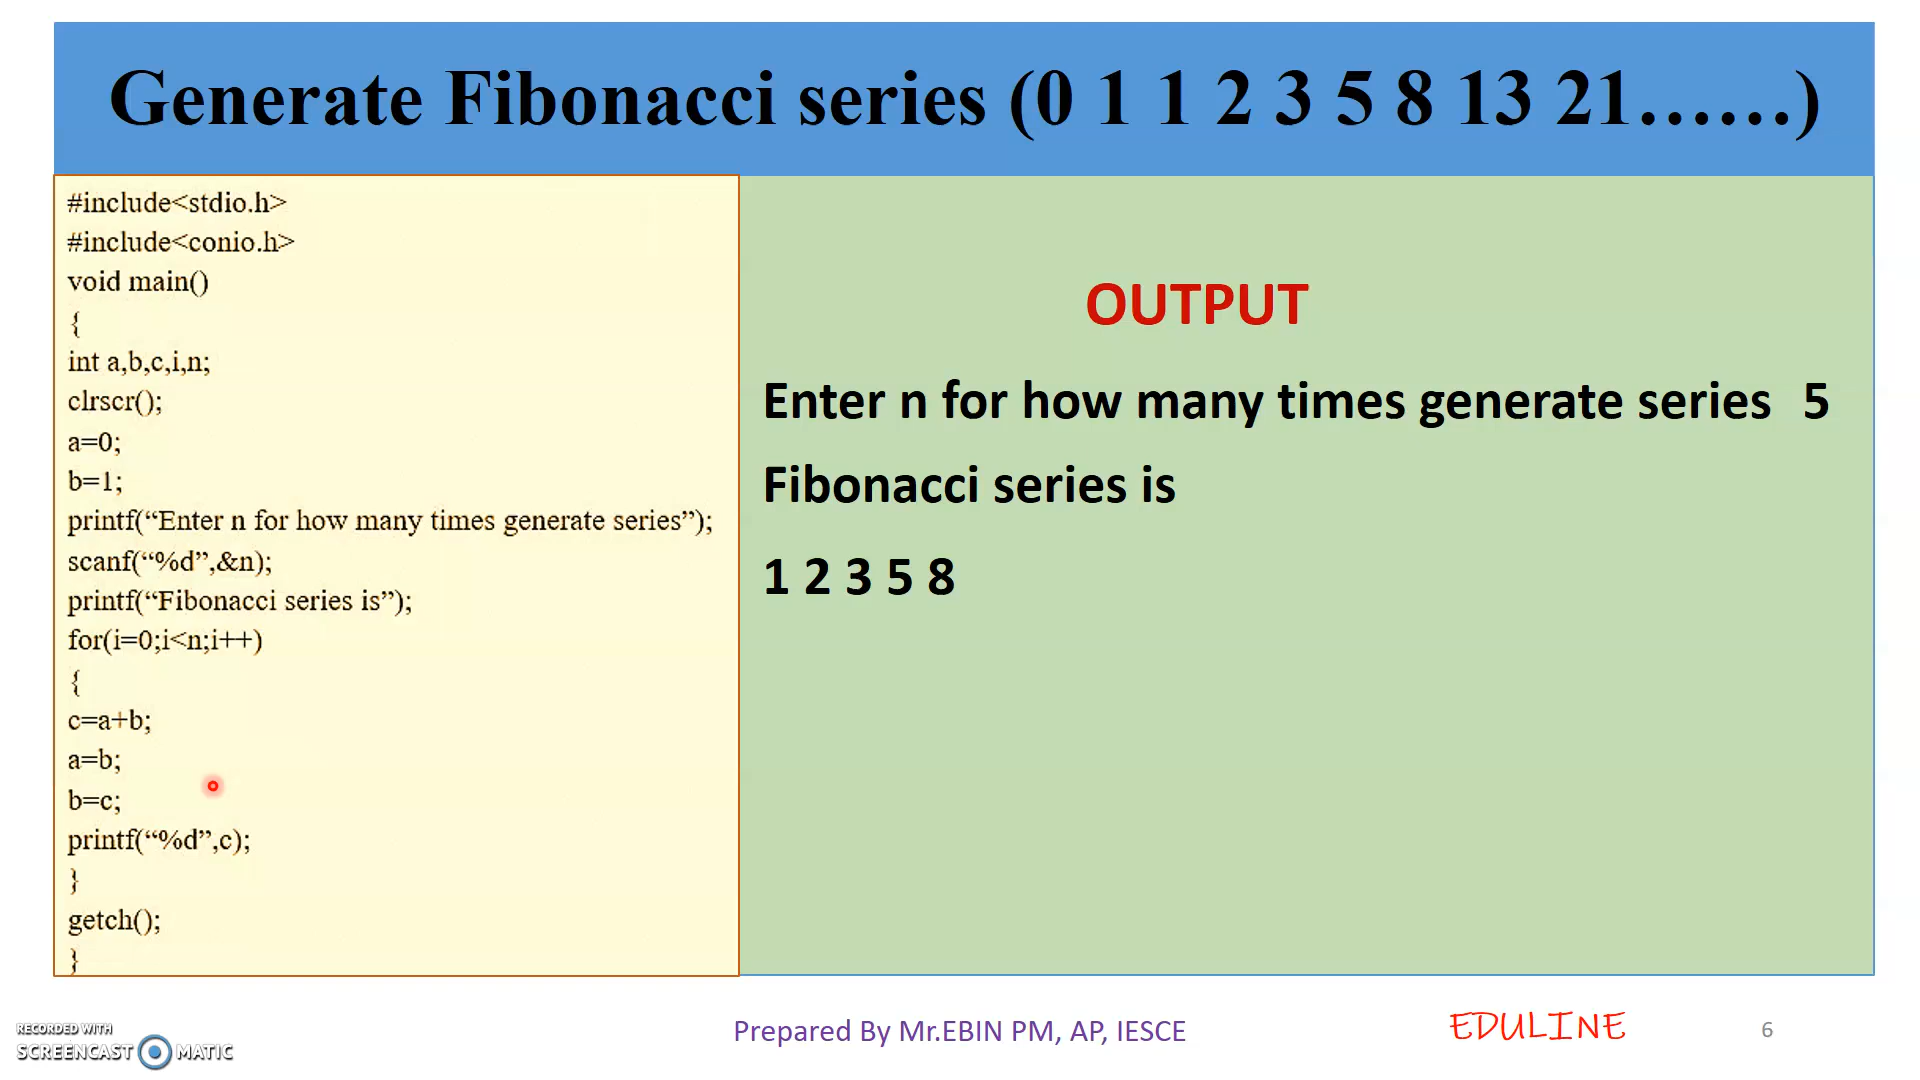 Generate Fibonacci series (0 1 1 2 3 5 8 13 21……)
#include<stdio.h>
#include<conio.h>
void main()
{
int a,b,c,i,n;
clrscr();
a=0;
b=1;
printf(“Enter n for how many times generate series”);
scanf(“%d”,&n);
printf(“Fibonacci series is”);
for(i=0;i<n;i++)
{
c=a+b;
a=b;
b=c;
printf(“%d”,c);
}
getch();
}
OUTPUT
Enter n for how many times generate series 5
Fibonacci series is
1 2 3 5 8
RECORDED WITH
SCREENCAST MATIC
Prepared By Mr.EBIN PM, AP, IESCE
EDULINE
6